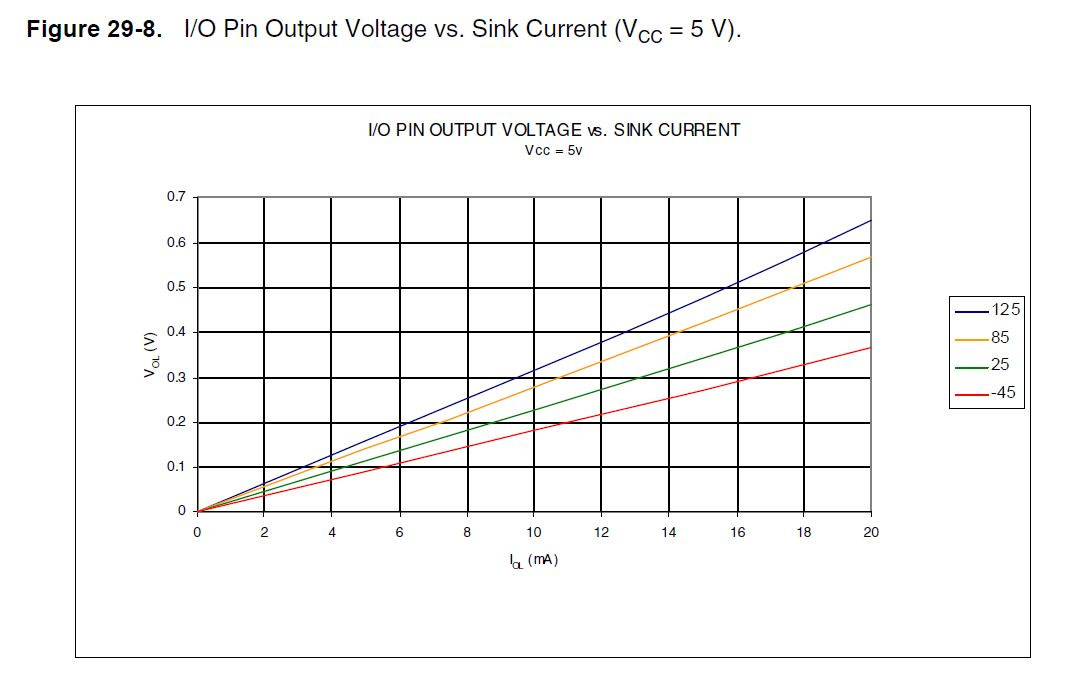 Figure 29-8. I/O Pin Output Voltage vs. Sink Current (VCC = 5 V).
I/O PIN OUTPUT VOLTAGE vs. SINK CURRENT
Vcc = 5v
0.7
0.6
0.5
0.4
0.3
0.2
0.1
0
VOL (V)
0 2 4 6 8 10 12 14 16 18 20
IOL (mA)
125
85
25
-45